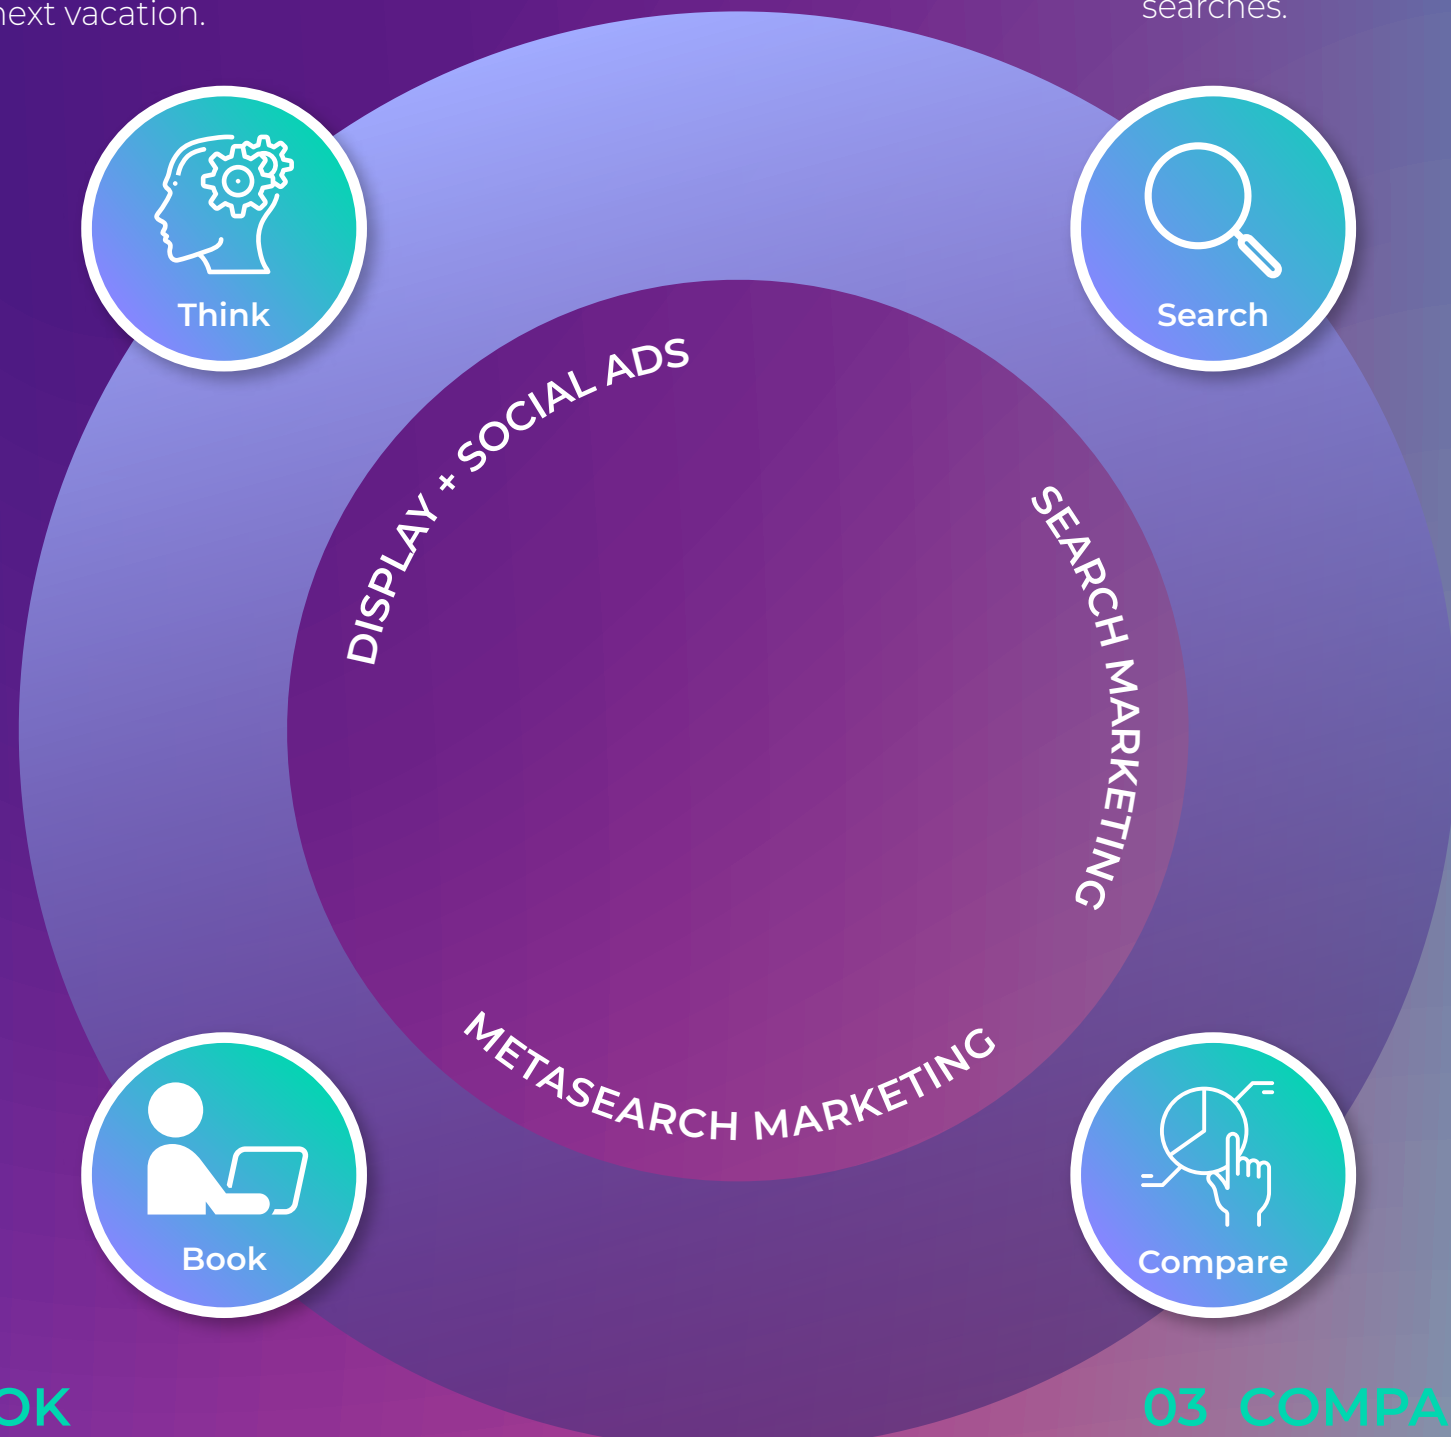 next vacation.
searches.
Think
Search
DISPLAY + SOCIAL ADS
SEARCH MARKETING
METASEARCH MARKETING
Book
Compare
OK
03 COMPA